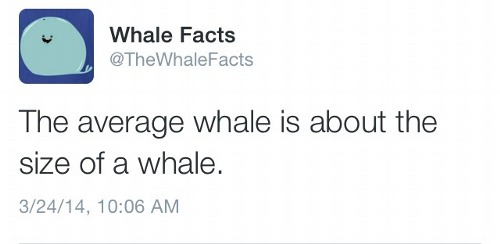 Whale Facts
@TheWhaleFacts
The average whale is about the
size of a whale.
3/24/14, 10:06 AM